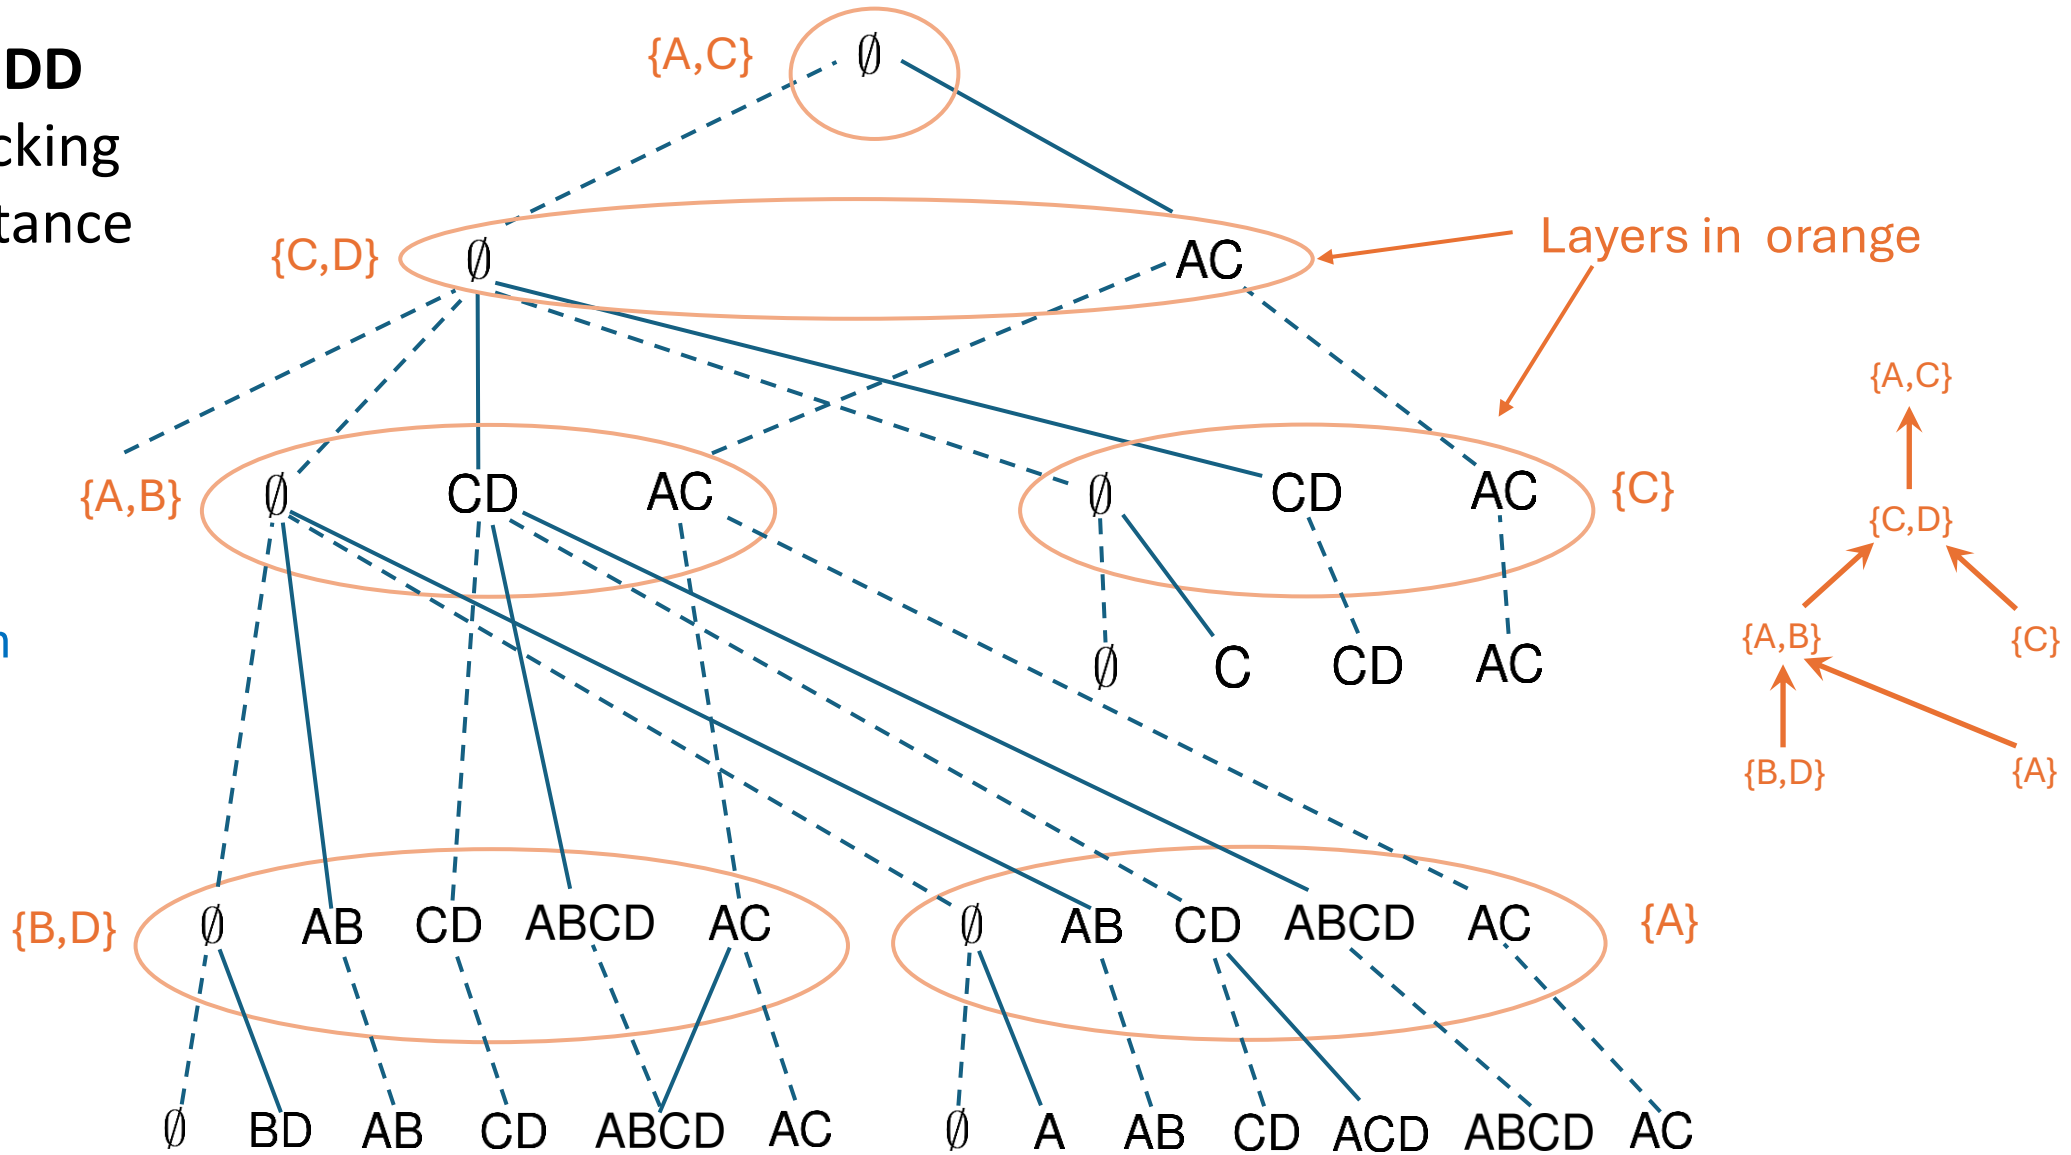 DD
cking
tance
{A,C} ∅
{C,D} ∅ AC
Layers in orange
{A,B} ∅ CD AC
∅ CD AC {C}
∅ C CD AC
n
{B,D} ∅ AB CD ABCD AC
∅ AB CD ABCD AC {A}
∅ BD AB CD ABCD AC
∅ A AB CD ACD ABCD AC
{A,C}
{C,D}
{A,B} {C}
{B,D} {A}